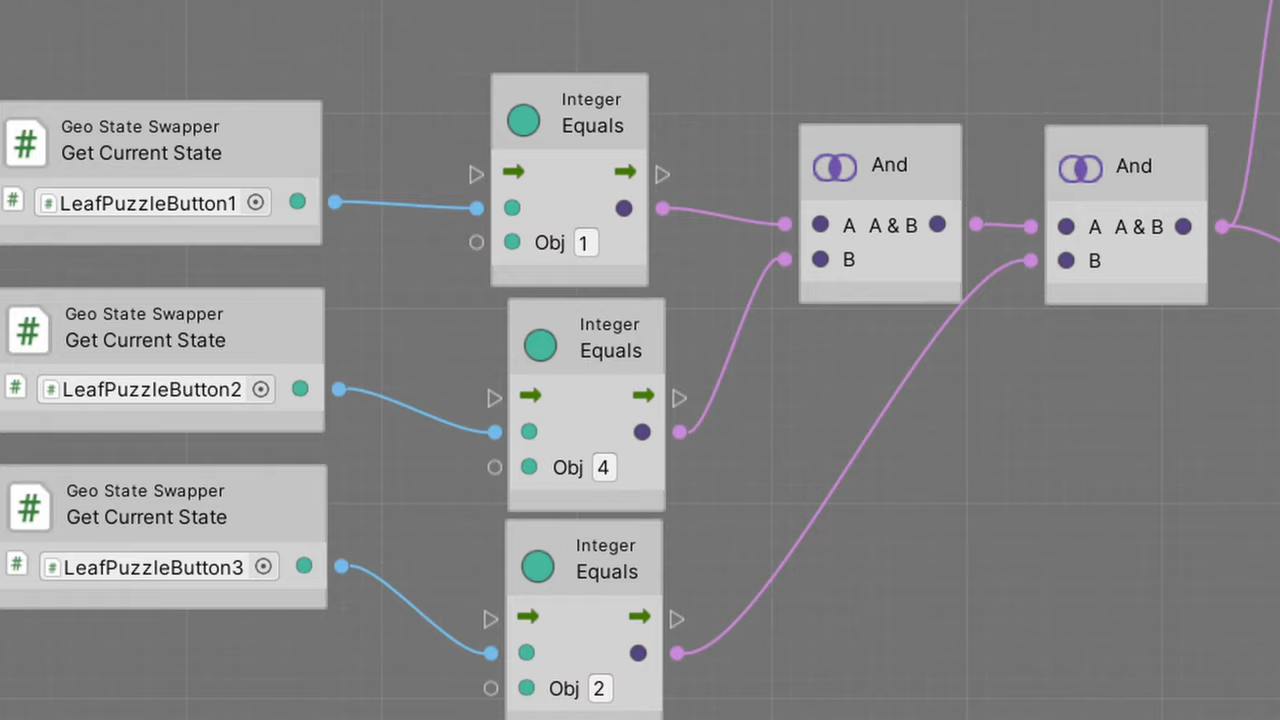 Geo State Swapper
Get Current State
# LeafPuzzleButton1
Integer
Equals
Obj 1
Geo State Swapper
Get Current State
# LeafPuzzleButton2
Integer
Equals
Obj 4
Geo State Swapper
Get Current State
# LeafPuzzleButton3
Integer
Equals
Obj 2
And
A A & B
B
And
A A & B
B